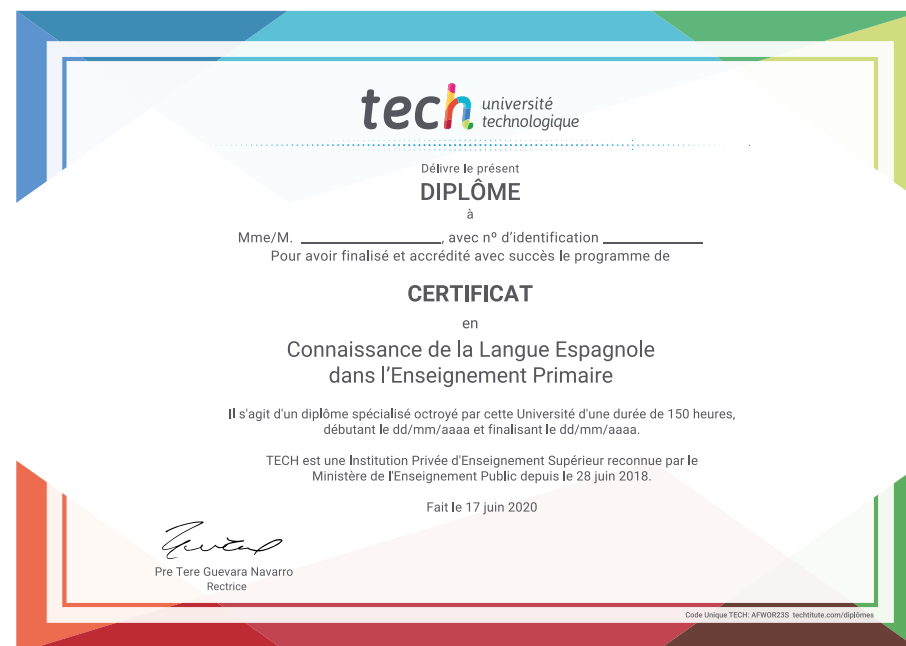 tech université
technologique
Délivre le présent
DIPLÔME
à
Mme/M. ____________________, avec nº d'identification ______________
Pour avoir finalisé et accrédité avec succès le programme de
CERTIFICAT
en
Connaissance de la Langue Espagnole
dans l'Enseignement Primaire
Il s'agit d'un diplôme spécialisé octroyé par cette Université d'une durée de 150 heures,
débutant le dd/mm/aaaa et finalisant le dd/mm/aaaa.
TECH est une Institution Privée d'Enseignement Supérieur reconnue par le
Ministère de l'Enseignement Public depuis le 28 juin 2018.
Fait le 17 juin 2020
Pre Tere Guevara Navarro
Rectrice
Code Unique TECH: AFWOR23S techtitute.com/diplômes